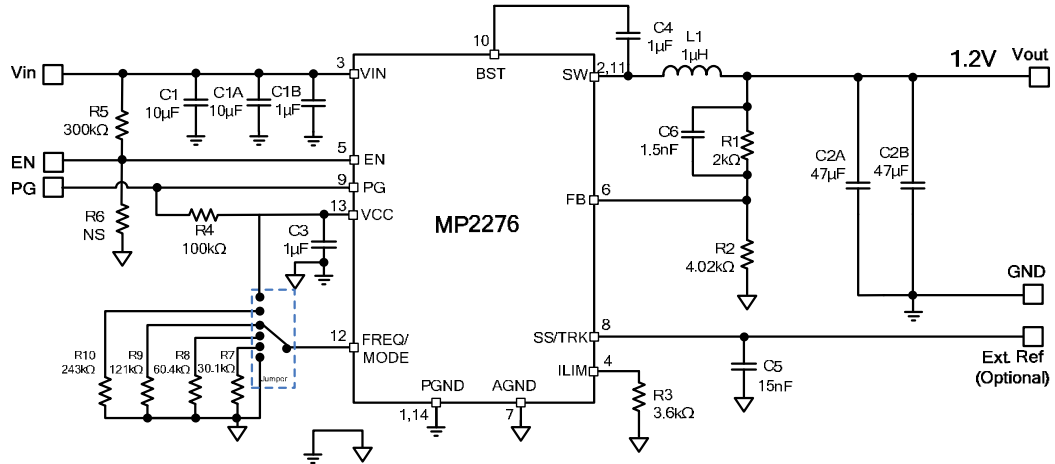 10
BST
C4
1µF
L1
1µH
1.2V
Vout
Vin
3
VIN
SW
2,11
C1
10µF
C1A
10µF
C1B
1µF
R5
300kΩ
C6
1.5nF
R1
2kΩ
C2A
47µF
C2B
47µF
EN
5
EN
PG
9
PG
6
FB
13
VCC
MP2276
R6
NS
R4
100kΩ
C3
1µF
R2
4.02kΩ
GND
8
SS/TRK
Ext Ref
(Optional)
12
FREQ/
MODE
R10
243kΩ
R9
121kΩ
R8
60.4kΩ
R7
30.1kΩ
Jumper
4
ILIM
C5
15nF
R3
3.6kΩ
PGND
AGND
1,14
7